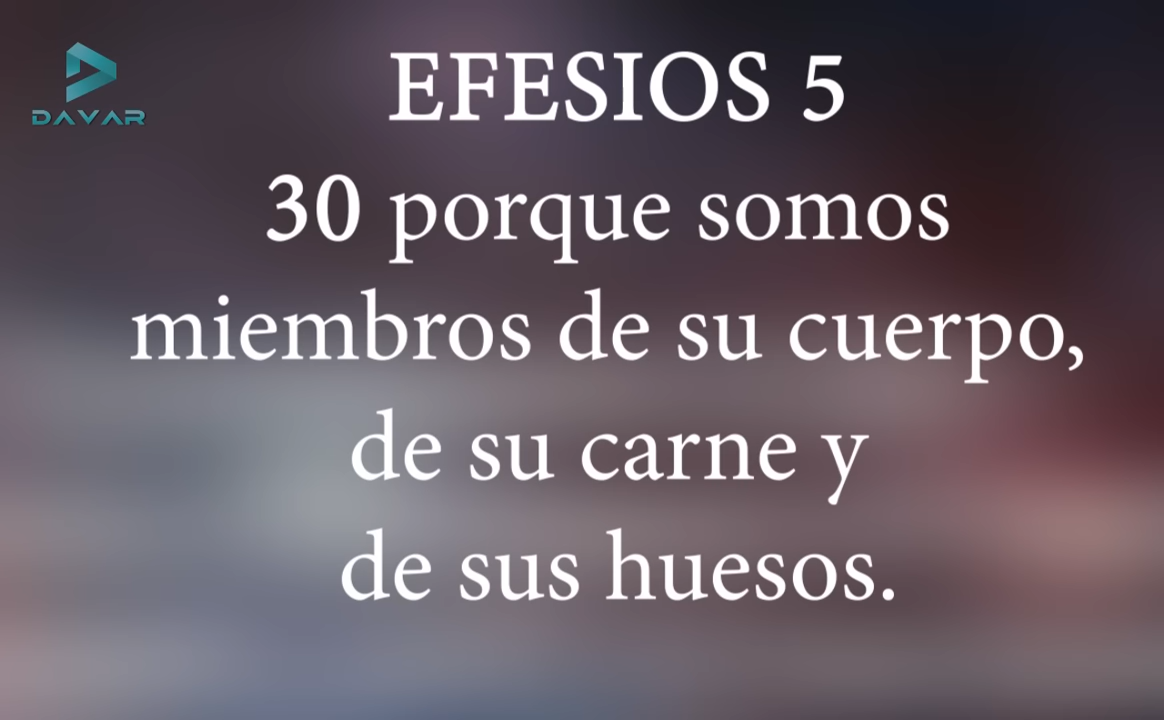 DAVAR
EFESIOS 5
30 porque somos
miembros de su cuerpo,
de su carne y
de sus huesos.